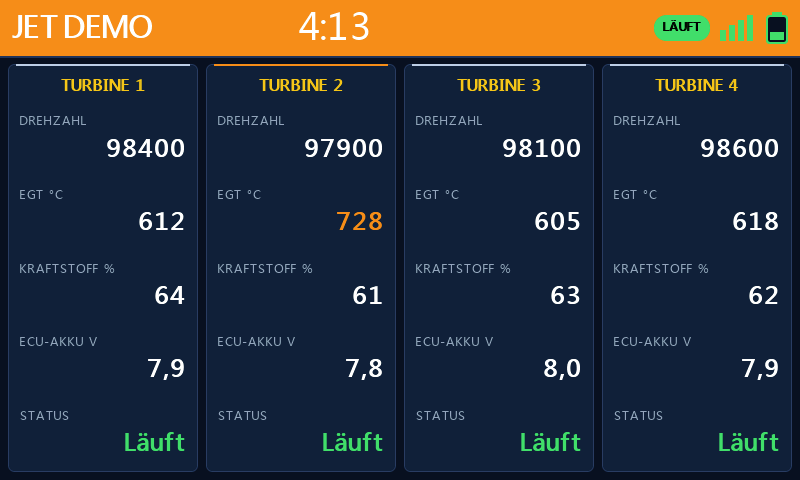 JET DEMO 4:13 LÄUFT
TURBINE 1
DREHZAHL
98400
EGT °C
612
KRAFTSTOFF %
64
ECU-AKKU V
7,9
STATUS
Läuft
TURBINE 2
DREHZAHL
97900
EGT °C
728
KRAFTSTOFF %
61
ECU-AKKU V
7,8
STATUS
Läuft
TURBINE 3
DREHZAHL
98100
EGT °C
605
KRAFTSTOFF %
63
ECU-AKKU V
8,0
STATUS
Läuft
TURBINE 4
DREHZAHL
98600
EGT °C
618
KRAFTSTOFF %
62
ECU-AKKU V
7,9
STATUS
Läuft